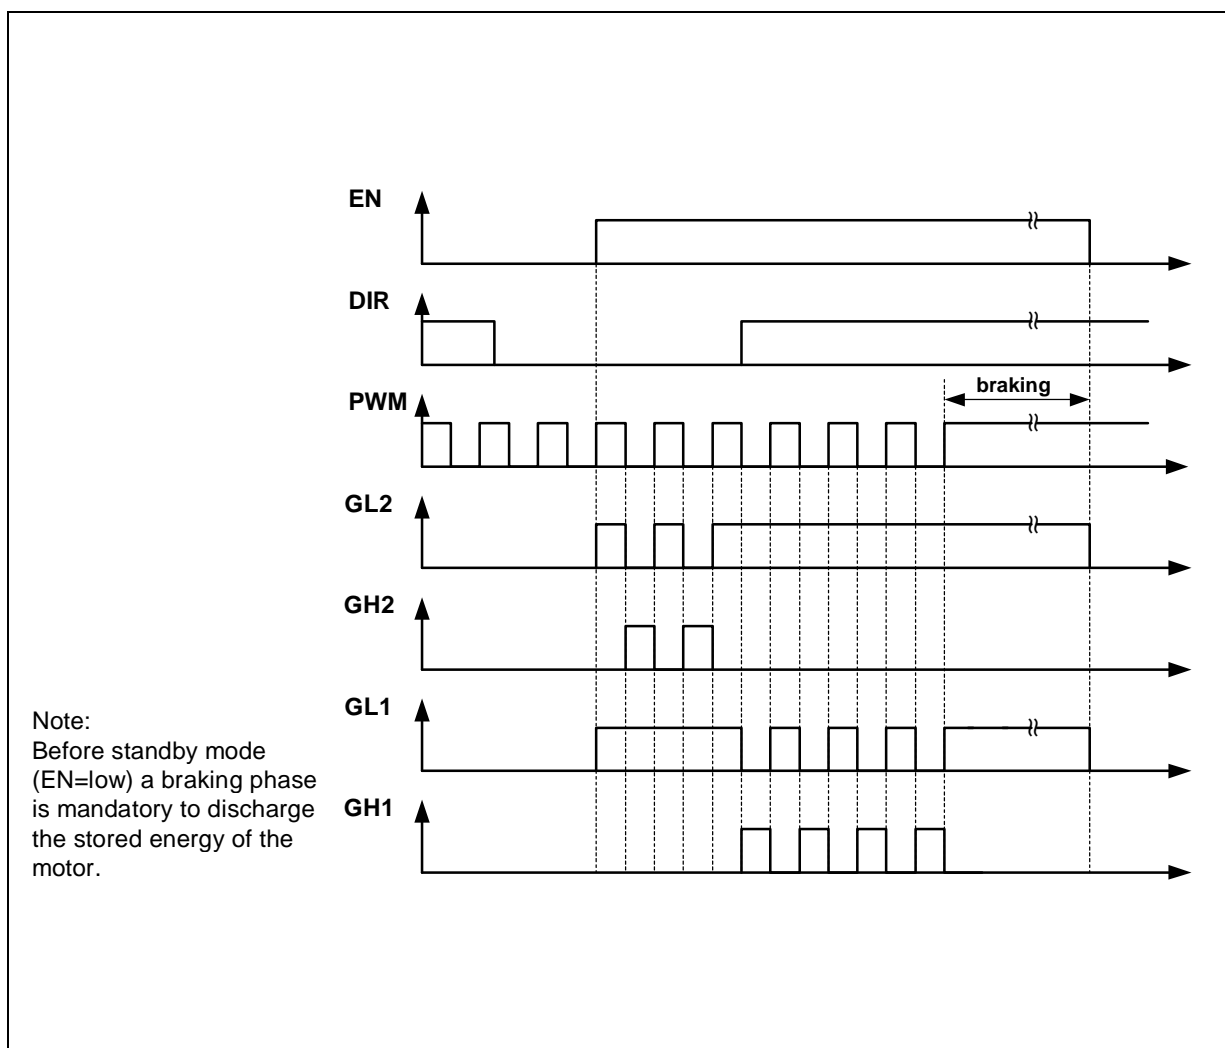 EN
DIR
braking
PWM
GL2
GH2
GL1
Note:
Before standby mode
(EN=low) a braking phase
is mandatory to discharge
the stored energy of the
motor.
GH1